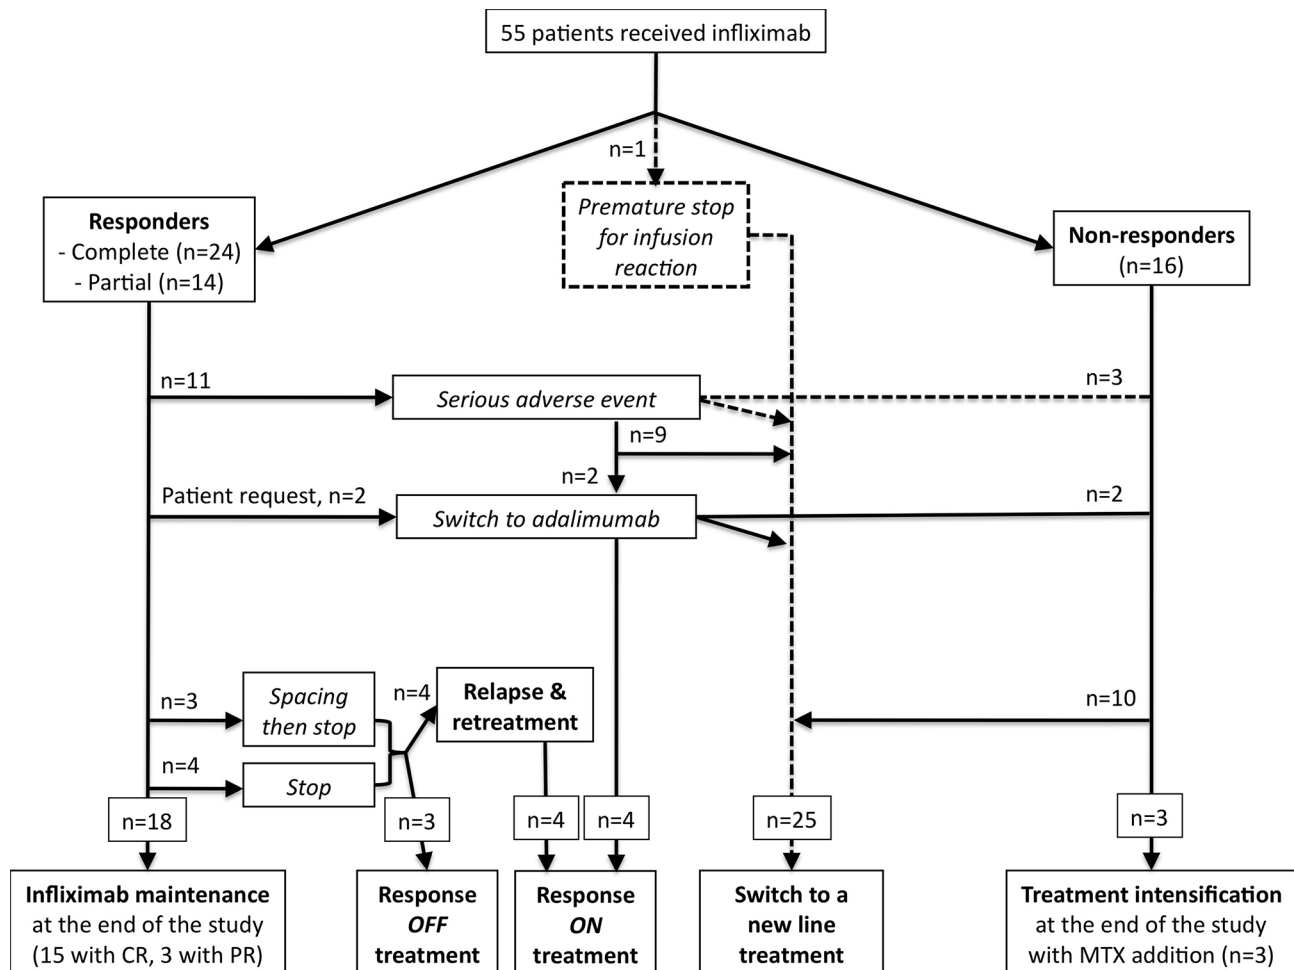 55 patients received infliximab
n=1
Premature stop
for infusion
reaction
Responders
- Complete (n=24)
- Partial (n=14)
Non-responders
(n=16)
n=11
Serious adverse event
n=3
n=9
n=2
Patient request, n=2
Switch to adalimumab
n=2
n=3
Spacing
then stop
n=4
Relapse &
retreatment
n=10
n=4
Stop
n=18
n=3
n=4
n=4
n=25
n=3
Infliximab maintenance
at the end of the study
(15 with CR, 3 with PR)
Response
OFF
treatment
Response
ON
treatment
Switch to a
new line
treatment
Treatment intensification
at the end of the study
with MTX addition (n=3)